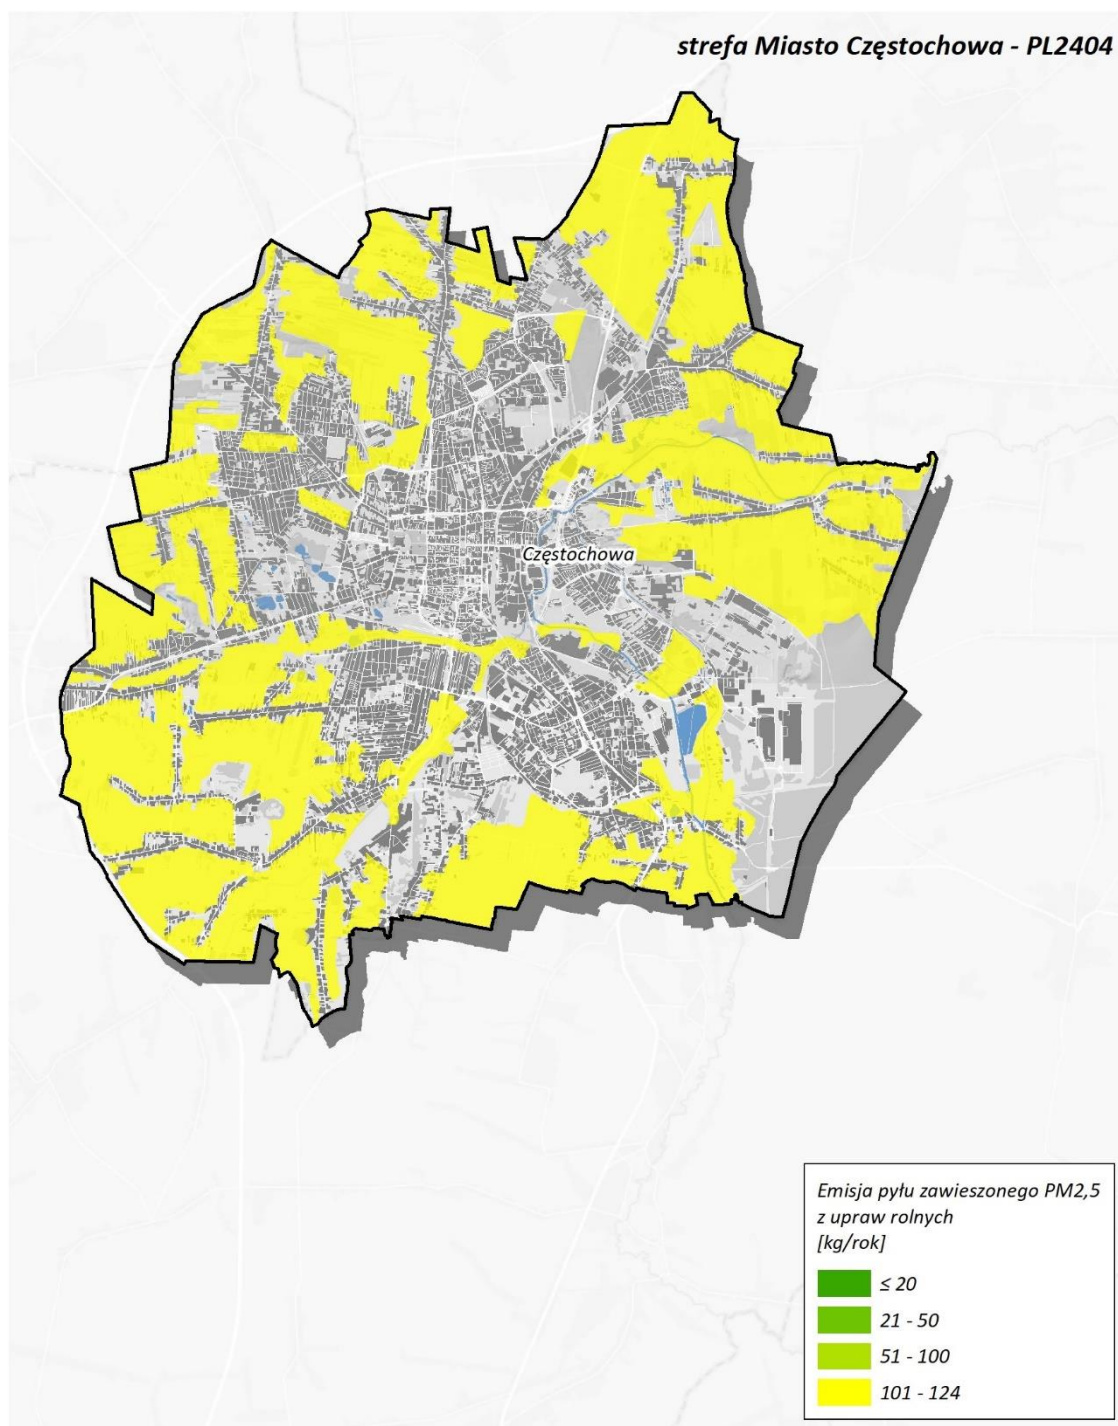 strefa Miasto Częstochowa - PL2404
Częstochowa
Emisja pyłu zawieszonego PM2,5
z upraw rolnych
[kg/rok]
≤ 20
21 - 50
51 - 100
101 - 124